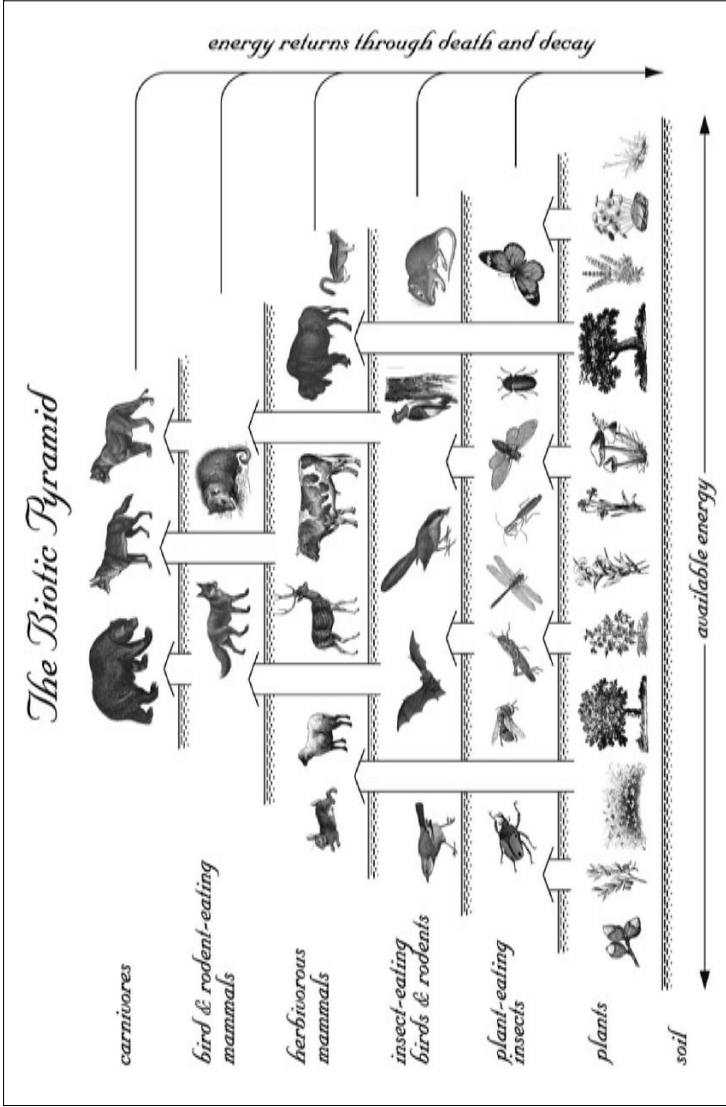 The Biotic Pyramid
energy returns through death and decay
carnivores
bird & rodent-eating
mammals
herbivorous
mammals
insect-eating
birds & rodents
plant-eating
insects
plants
soil
available energy